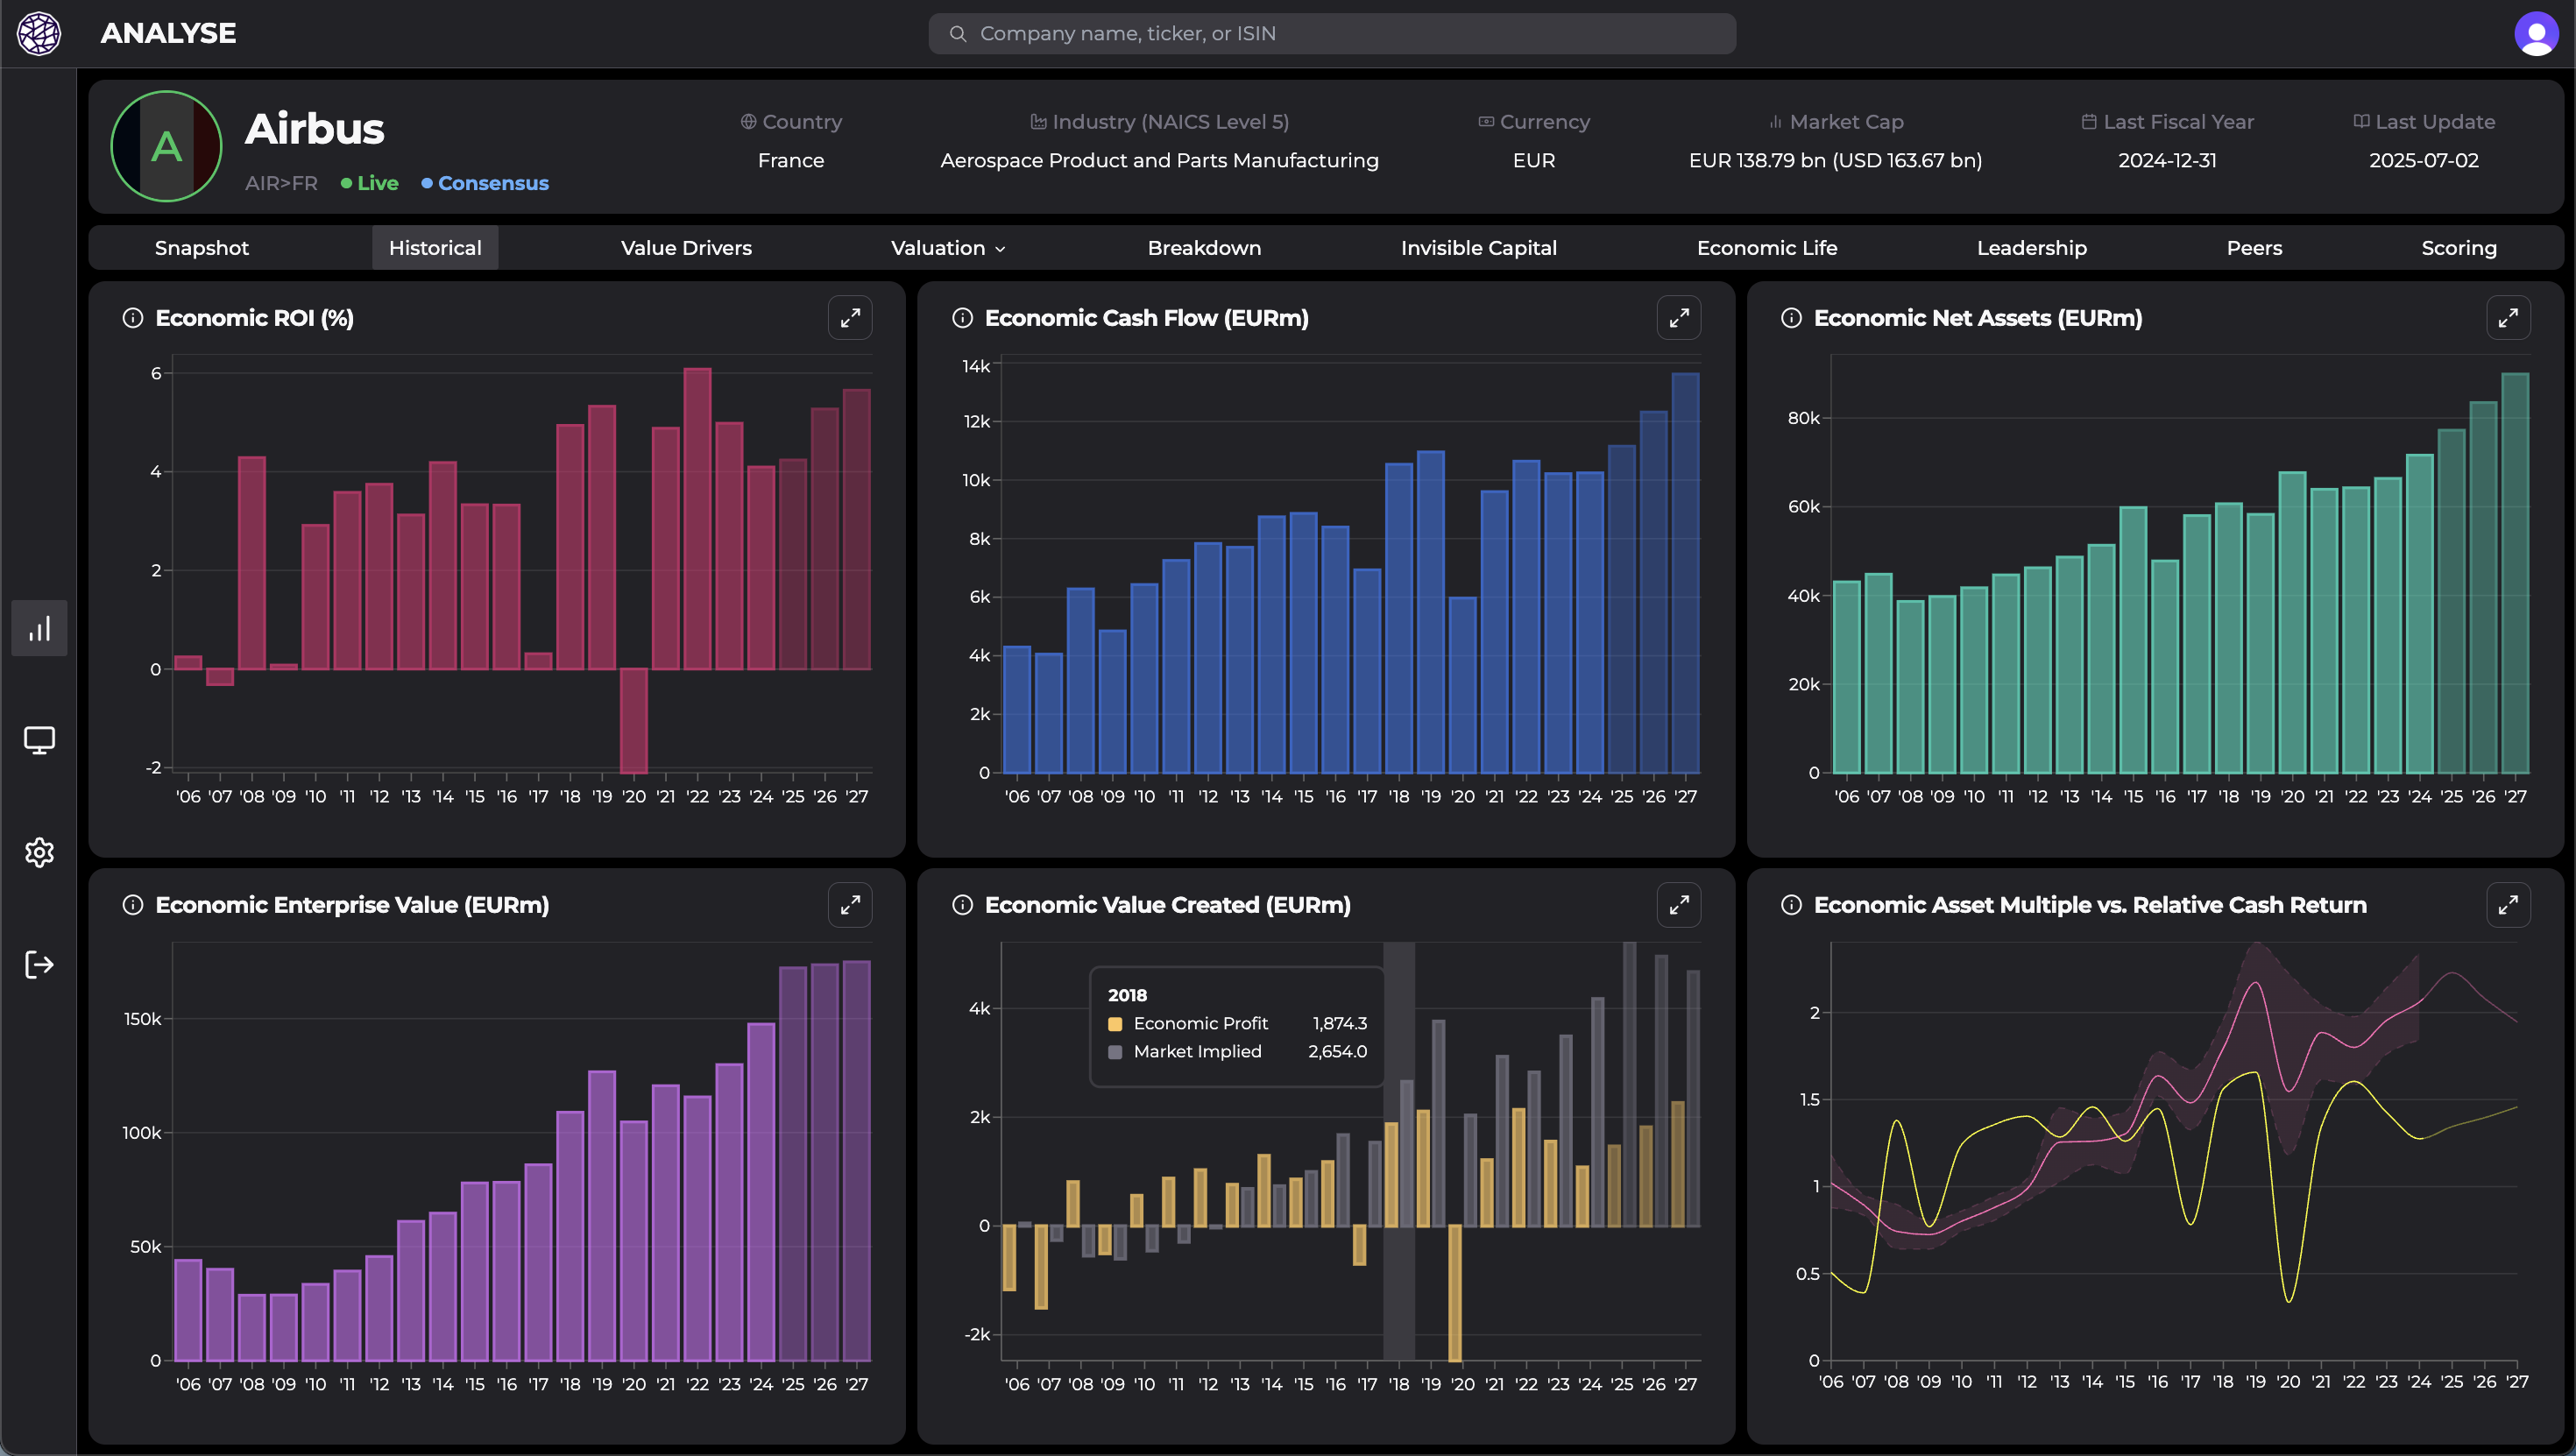 ANALYSE
Company name, ticker, or ISIN
A
Airbus
AIR>FR Live Consensus
Country
France
Industry (NAICS Level 5)
Aerospace Product and Parts Manufacturing
Currency
EUR
Market Cap
EUR 138.79 bn (USD 163.67 bn)
Last Fiscal Year
2024-12-31
Last Update
2025-07-02
Snapshot Historical Value Drivers Valuation Breakdown Invisible Capital Economic Life Leadership Peers Scoring
Economic ROI (%)
6
4
2
0
-2
'06 '07 '08 '09 '10 '11 '12 '13 '14 '15 '16 '17 '18 '19 '20 '21 '22 '23 '24 '25 '26 '27
Economic Cash Flow (EURm)
14k
12k
10k
8k
6k
4k
2k
0
'06 '07 '08 '09 '10 '11 '12 '13 '14 '15 '16 '17 '18 '19 '20 '21 '22 '23 '24 '25 '26 '27
Economic Net Assets (EURm)
80k
60k
40k
20k
0
'06 '07 '08 '09 '10 '11 '12 '13 '14 '15 '16 '17 '18 '19 '20 '21 '22 '23 '24 '25 '26 '27
Economic Enterprise Value (EURm)
150k
100k
50k
0
'06 '07 '08 '09 '10 '11 '12 '13 '14 '15 '16 '17 '18 '19 '20 '21 '22 '23 '24 '25 '26 '27
Economic Value Created (EURm)
4k
2k
0
-2k
2018
Economic Profit 1,874.3
Market Implied 2,654.0
'06 '07 '08 '09 '10 '11 '12 '13 '14 '15 '16 '17 '18 '19 '20 '21 '22 '23 '24 '25 '26 '27
Economic Asset Multiple vs. Relative Cash Return
2
1.5
1
0.5
0
'06 '07 '08 '09 '10 '11 '12 '13 '14 '15 '16 '17 '18 '19 '20 '21 '22 '23 '24 '25 '26 '27